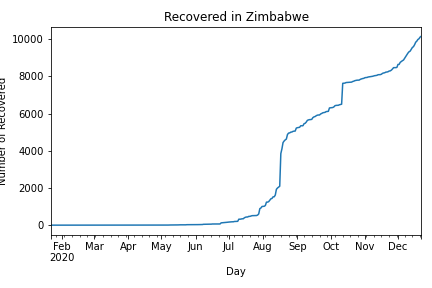 Recovered in Zimbabwe
10000
8000
6000
4000
2000
0
Number of Recovered
Feb Mar Apr May Jun Jul Aug Sep Oct Nov Dec
2020
Day